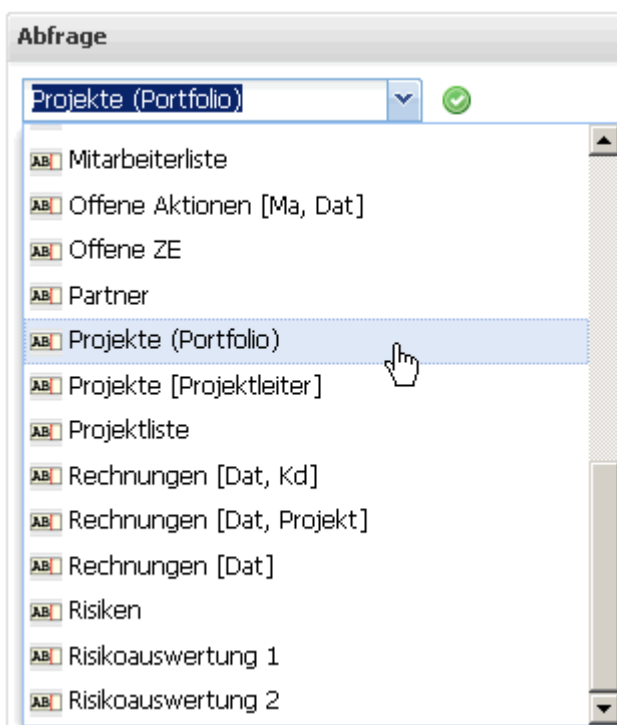 Abfrage
Projekte (Portfolio)
Mitarbeiterliste
Offene Aktionen [Ma, Dat]
Offene ZE
Partner
Projekte (Portfolio)
Projekte [Projektleiter]
Projektliste
Rechnungen [Dat, Kd]
Rechnungen [Dat, Projekt]
Rechnungen [Dat]
Risiken
Risikoauswertung 1
Risikoauswertung 2